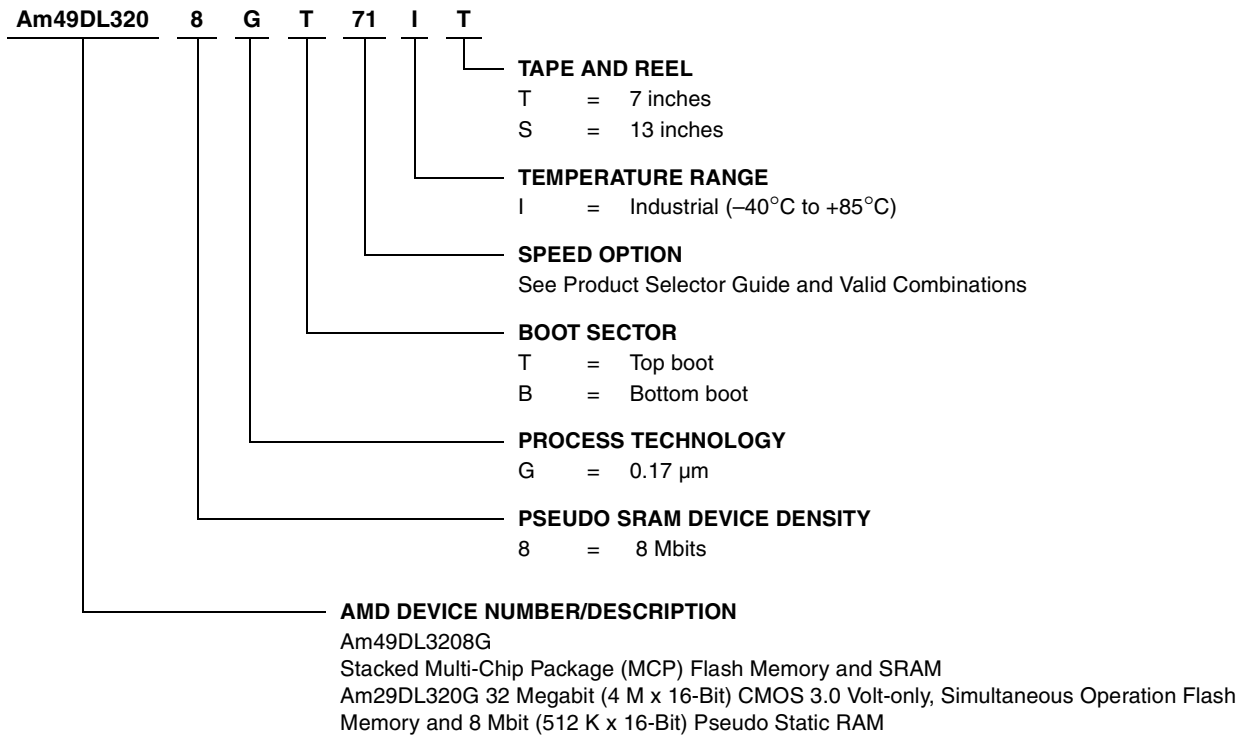 Am49DL320 8 G T 71 I T
TAPE AND REEL
T = 7 inches
S = 13 inches
TEMPERATURE RANGE
I = Industrial (–40°C to +85°C)
SPEED OPTION
See Product Selector Guide and Valid Combinations
BOOT SECTOR
T = Top boot
B = Bottom boot
PROCESS TECHNOLOGY
G = 0.17 µm
PSEUDO SRAM DEVICE DENSITY
8 = 8 Mbits
AMD DEVICE NUMBER/DESCRIPTION
Am49DL3208G
Stacked Multi-Chip Package (MCP) Flash Memory and SRAM
Am29DL320G 32 Megabit (4 M x 16-Bit) CMOS 3.0 Volt-only, Simultaneous Operation Flash
Memory and 8 Mbit (512 K x 16-Bit) Pseudo Static RAM